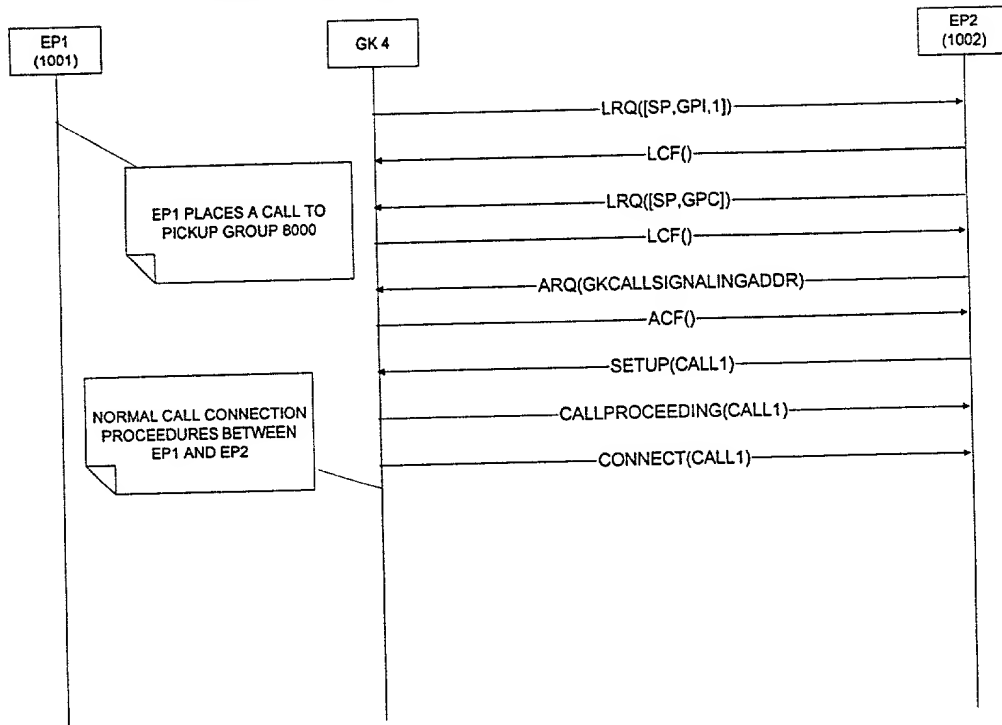 EP1
(1001)
GK 4
EP2
(1002)
LRQ([SP,GPI,1])
LCF()
EP1 PLACES A CALL TO
PICKUP GROUP 8000
LRQ([SP,GPC])
LCF()
ARQ(GKCALLSIGNALINGADDR)
ACF()
SETUP(CALL1)
NORMAL CALL CONNECTION
PROCEEDURES BETWEEN
EP1 AND EP2
CALLPROCEEDING(CALL1)
CONNECT(CALL1)